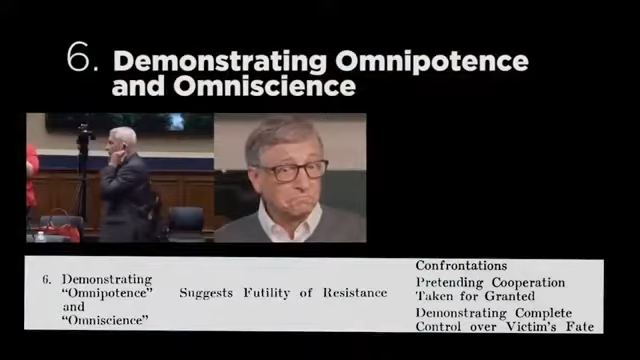 6. Demonstrating Omnipotence
and Omniscience
Confrontations
6. Demonstrating
"Omnipotence"
and
"Omniscience"
Suggests Futility of Resistance
Pretending Cooperation
Taken for Granted
Demonstrating Complete
Control over Victim's Fate